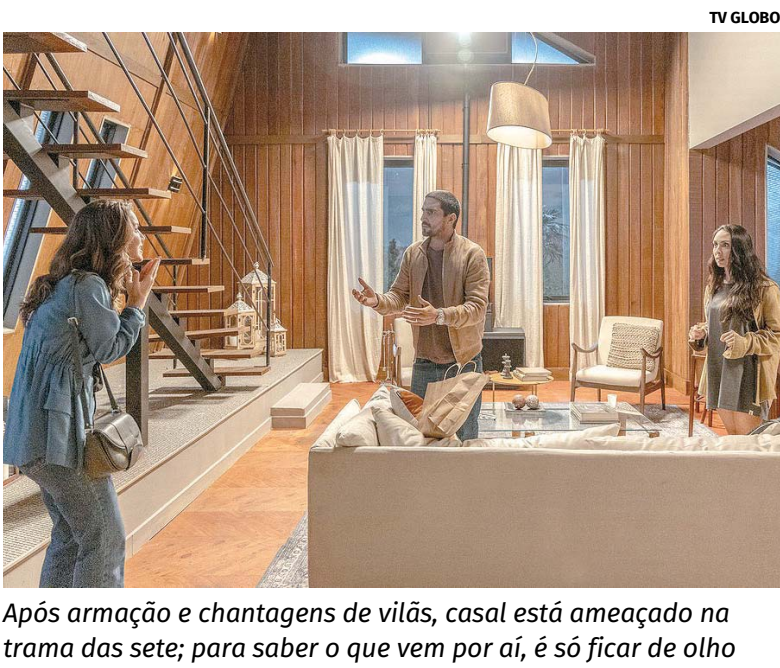 TV GLOBO
Após armação e chantagens de vilãs, casal está ameaçado na
trama das sete; para saber o que vem por aí, é só ficar de olho